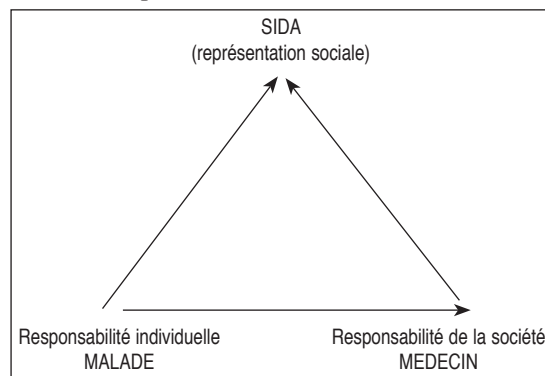 SIDA
(représentation sociale)
Responsabilité individuelle
MALADE
Responsabilité de la société
MEDECIN